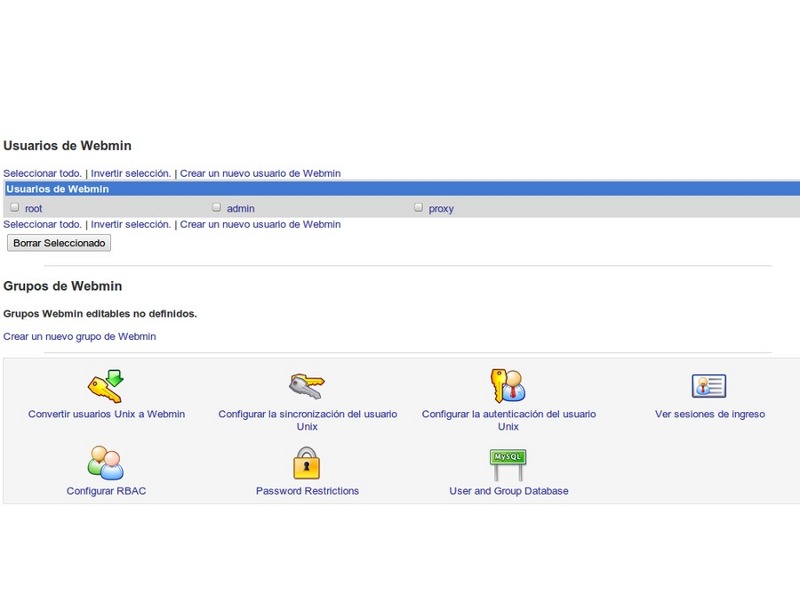 Usuarios de Webmin
Seleccionar todo. | Invertir selección. | Crear un nuevo usuario de Webmin
Usuarios de Webmin
root admin proxy
Seleccionar todo. | Invertir selección. | Crear un nuevo usuario de Webmin
Borrar Seleccionado
Grupos de Webmin
Grupos Webmin editables no definidos.
Crear un nuevo grupo de Webmin
Convertir usuarios Unix a Webmin
Configurar la sincronización del usuario
Unix
Configurar la autenticación del usuario
Unix
Ver sesiones de ingreso
Configurar RBAC
Password Restrictions
MySQL
User and Group Database